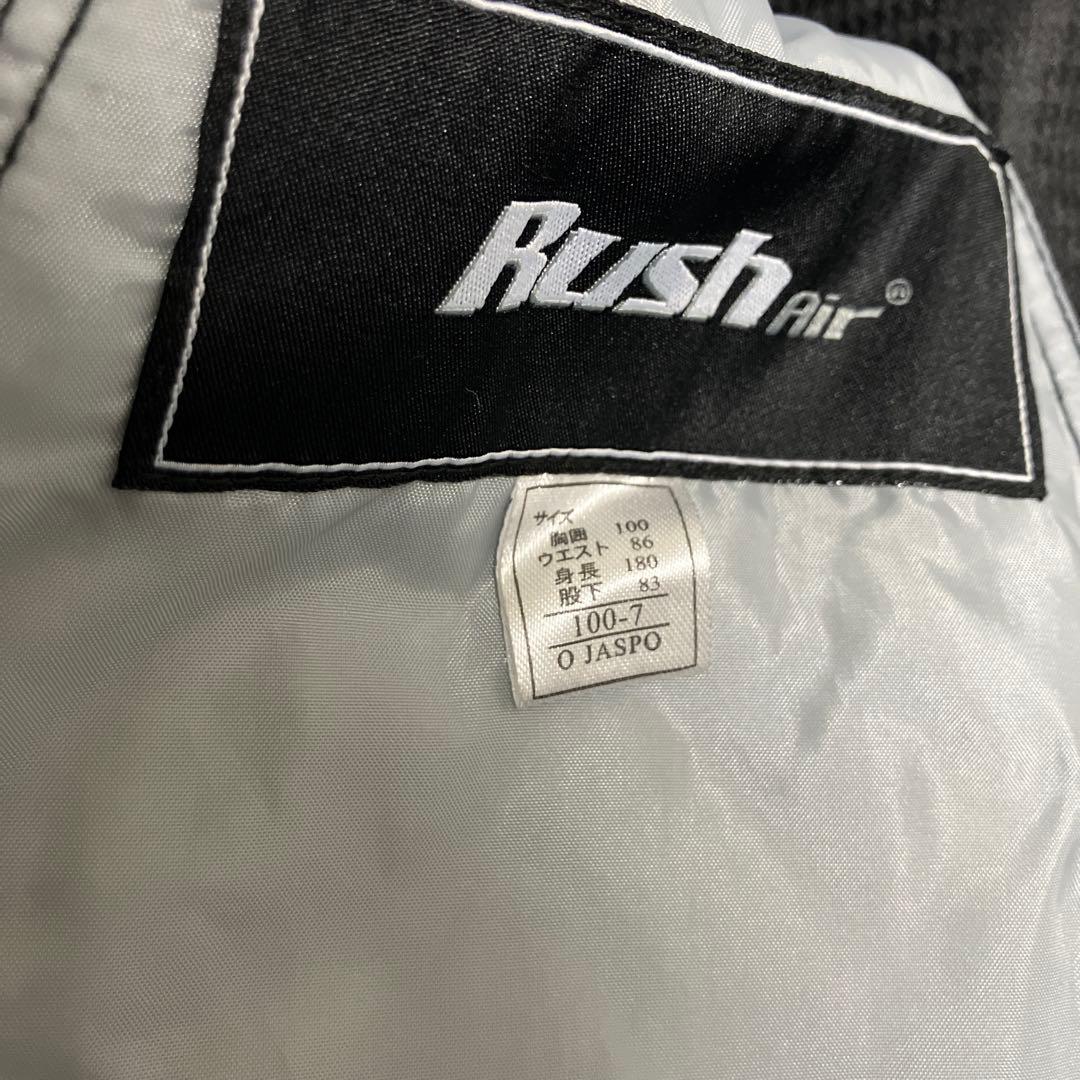 Rush Air®
サイズ
胸囲 100
ウエスト 86
身長 180
股下 83
100-7
O JASPO